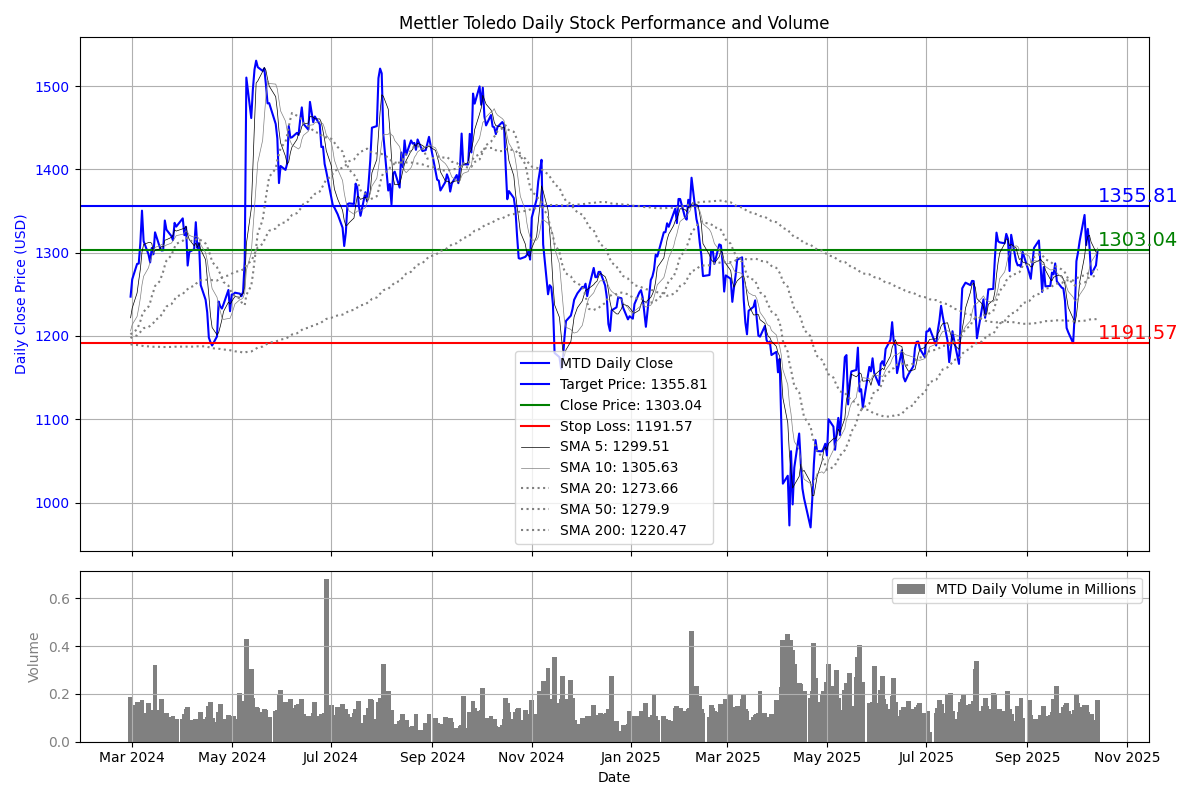 Mettler Toledo Daily Stock Performance and Volume
Daily Close Price (USD)
1500
1400
1300
1200
1100
1000
1355.81
1303.04
1191.57
MTD Daily Close
Target Price: 1355.81
Close Price: 1303.04
Stop Loss: 1191.57
SMA 5: 1299.51
SMA 10: 1305.63
SMA 20: 1273.66
SMA 50: 1279.9
SMA 200: 1220.47
Volume
0.6
0.4
0.2
0.0
MTD Daily Volume in Millions
Mar 2024 May 2024 Jul 2024 Sep 2024 Nov 2024 Jan 2025 Mar 2025 May 2025 Jul 2025 Sep 2025 Nov 2025
Date